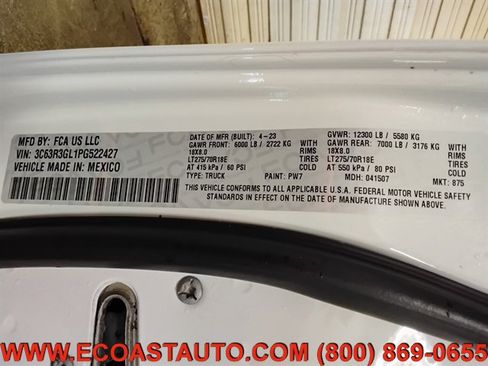 MFD BY: FCA US LLC
VIN: 3C63R3GL1PG522427
VEHICLE MADE IN: MEXICO
DATE OF MFR (BUILT): 4-23
GAWR FRONT: 6000 LB / 2722 KG
18X8.0 RIMS
LT275/70R18E TIRES
AT 415 kPa / 60 PSI COLD
TYPE: TRUCK
PAINT: PW7
GVWR: 12300 LB / 5580 KG
GAWR REAR: 7000 LB / 3176 KG
18X8.0 RIMS
LT275/70R18E TIRES
AT 550 kPa / 80 PSI COLD
MDH: 041507
MKT: 875
THIS VEHICLE CONFORMS TO ALL APPLICABLE U.S.A. FEDERAL MOTOR VEHICLE SAFETY
STANDARDS IN EFFECT ON THE DATE OF MANUFACTURE SHOWN ABOVE.
WWW.ECOASTAUTO.COM (800) 869-0655